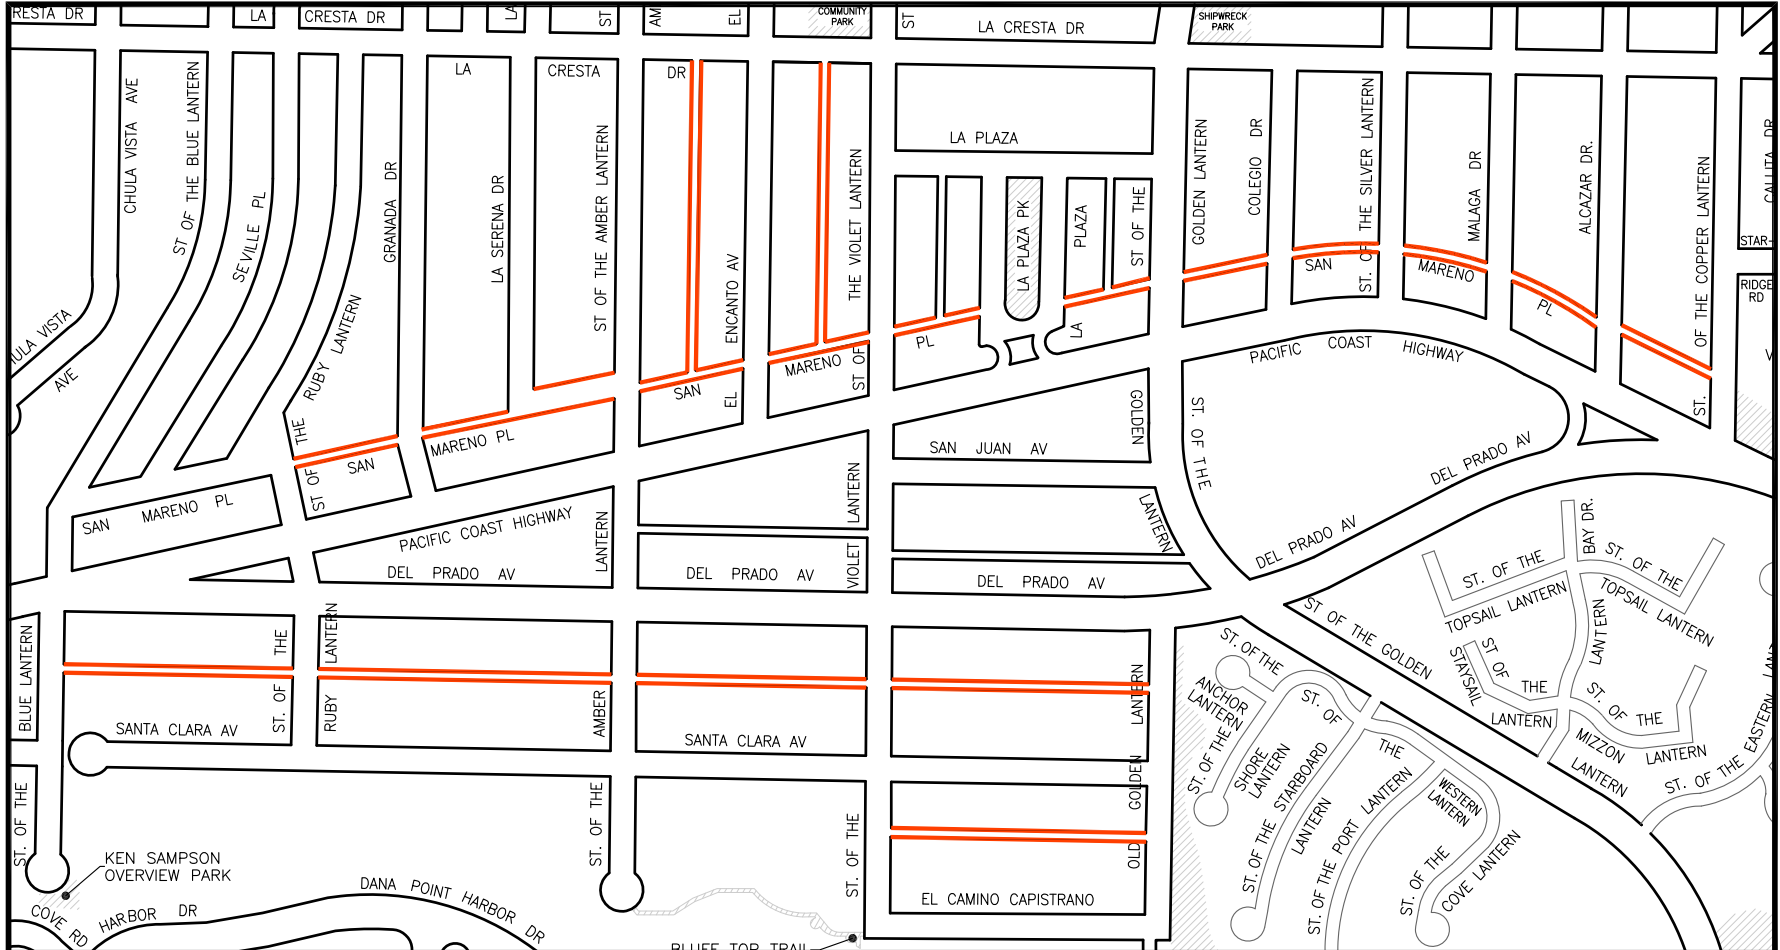 RESTA DR
LA
CRESTA DR
LA
ST
AM
EL
COMMUNITY
PARK
ST
LA CRESTA DR
SHIPWRECK
PARK
LA
CRESTA
DR
CHULA VISTA AVE
ST OF THE BLUE LANTERN
SEVILLE PL
GRANADA DR
LA SERENA DR
ST OF THE AMBER LANTERN
ENCANTO AV
EL
THE VIOLET LANTERN
ST OF
LA PLAZA
LA PLAZA PK
PLAZA
LA
ST OF THE
GOLDEN LANTERN
COLEGIO DR
ST. OF THE SILVER LANTERN
MALAGA DR
ALCAZAR DR.
OF THE COPPER LANTERN
ST.
CALLITA DR
STAR-
RIDGE
RD
V
ULA VISTA
AVE
RUBY LANTERN
THE
ST OF
SAN
MARENO PL
SAN
MARENO
PL
SAN
MARENO
PL
SAN MARENO PL
PACIFIC COAST HIGHWAY
PACIFIC COAST HIGHWAY
GOLDEN
LANTERN
ST. OF THE
SAN JUAN AV
DEL PRADO AV
DEL PRADO AV
LANTERN
LANTERN
VIOLET
DEL PRADO AV
DEL PRADO AV
DEL PRADO AV
BLUE LANTERN
ST. OF THE
THE
ST. OF
LANTERN
RUBY
AMBER
ST. OF THE
SANTA CLARA AV
SANTA CLARA AV
LANTERN
GOLDEN
OLD
ST. OF THE
EL CAMINO CAPISTRANO
KEN SAMPSON
OVERVIEW PARK
COVE RD
HARBOR DR
DANA POINT HARBOR DR
BLUFF TOP TRAIL
ST OF THE GOLDEN
LANTERN
ST. OF THE
ANCHOR
LANTERN
ST. OF THE
SHORE
LANTERN
ST. OF
THE
WESTERN
LANTERN
ST. OF THE STARBOARD
LANTERN
ST. OF THE PORT LANTERN
ST. OF THE
COVE LANTERN
ST. OF THE
TOPSAIL LANTERN
BAY DR.
ST. OF THE
TOPSAIL LANTERN
LANTERN
ST OF
THE
STAYSAIL
LANTERN
ST. OF THE
MIZZON
LANTERN
ST. OF THE EASTERN LANT